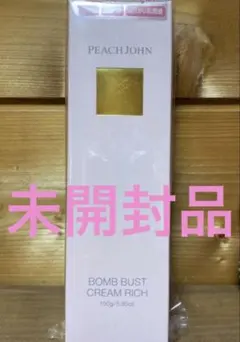 PEACH JOHN
未開封品
BOMB BUST
CREAM RICH